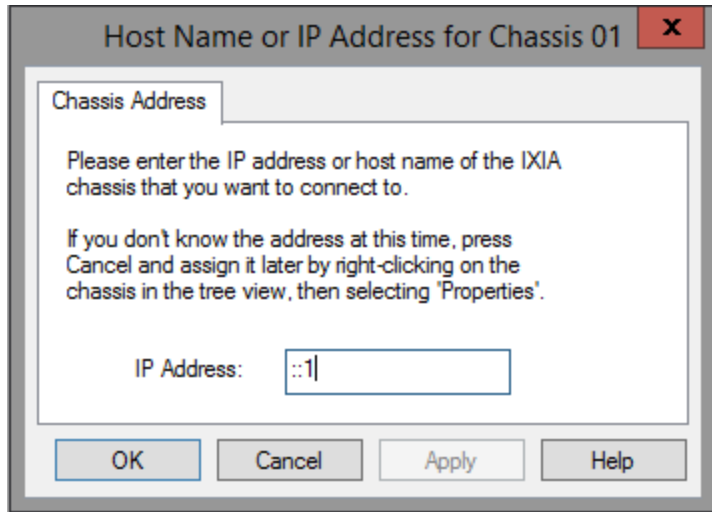 Host Name or IP Address for Chassis 01 x
Chassis Address
Please enter the IP address or host name of the IXIA
chassis that you want to connect to.
If you don't know the address at this time, press
Cancel and assign it later by right-clicking on the
chassis in the tree view, then selecting 'Properties'.
IP Address: ::1
OK Cancel Apply Help